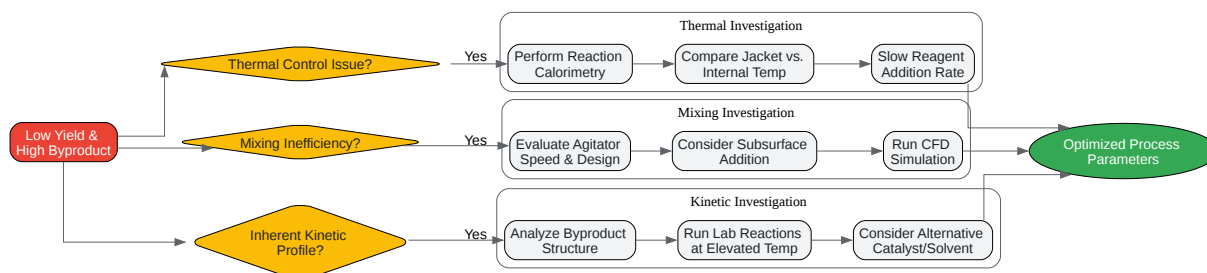 Thermal Investigation
Thermal Control Issue?
Yes
Perform Reaction
Calorimetry
Compare Jacket vs.
Internal Temp
Slow Reagent
Addition Rate
Low Yield &
High Byproduct
Mixing Investigation
Mixing Inefficiency?
Yes
Evaluate Agitator
Speed & Design
Consider Subsurface
Addition
Run CFD
Simulation
Optimized Process
Parameters
Kinetic Investigation
Inherent Kinetic
Profile?
Yes
Analyze Byproduct
Structure
Run Lab Reactions
at Elevated Temp
Consider Alternative
Catalyst/Solvent